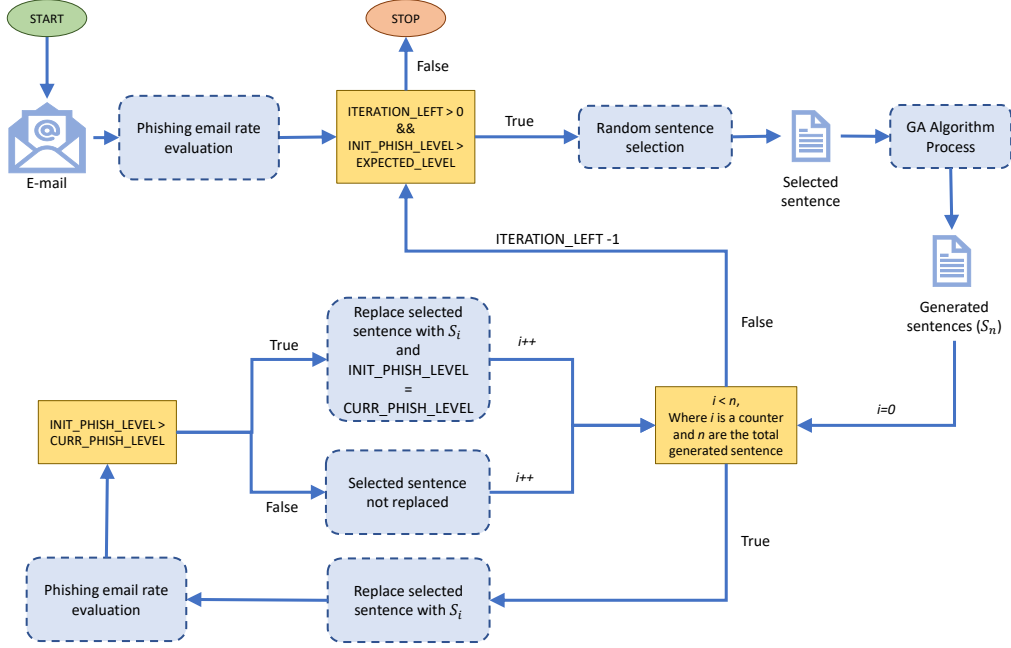 START
STOP
False
E-mail
Phishing email rate
evaluation
ITERATION_LEFT > 0
&&
INIT_PHISH_LEVEL >
EXPECTED_LEVEL
True
Random sentence
selection
Selected
sentence
GA Algorithm
Process
Generated
sentences (Sₙ)
ITERATION_LEFT -1
False
i=0
i < n,
Where i is a counter
and n are the total
generated sentence
True
Replace selected
sentence with Sᵢ
and
INIT_PHISH_LEVEL
=
CURR_PHISH_LEVEL
i++
True
INIT_PHISH_LEVEL >
CURR_PHISH_LEVEL
False
Selected sentence
not replaced
i++
Phishing email rate
evaluation
Replace selected
sentence with Sᵢ